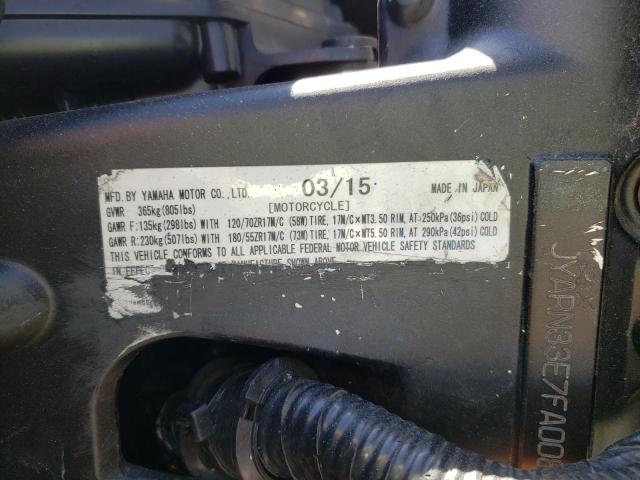 MFD. BY YAMAHA MOTOR CO., LTD. 03/15 MADE IN JAPAN
GVWR 365kg(805lbs) [MOTORCYCLE]
GAWR F:135kg(298lbs) WITH 120/70ZR17M/C (58W) TIRE, 17M/C×MT3.50 RIM, AT 250kPa(36psi) COLD
GAWR R:230kg(507lbs) WITH 180/55ZR17M/C (73W) TIRE, 17M/C×MT5.50 RIM, AT 290kPa(42psi) COLD
THIS VEHICLE CONFORMS TO ALL APPLICABLE FEDERAL MOTOR VEHICLE SAFETY STANDARDS
IN EFFECT MANUFACTURE SHOWN ABOVE
JYARN33E7FA00